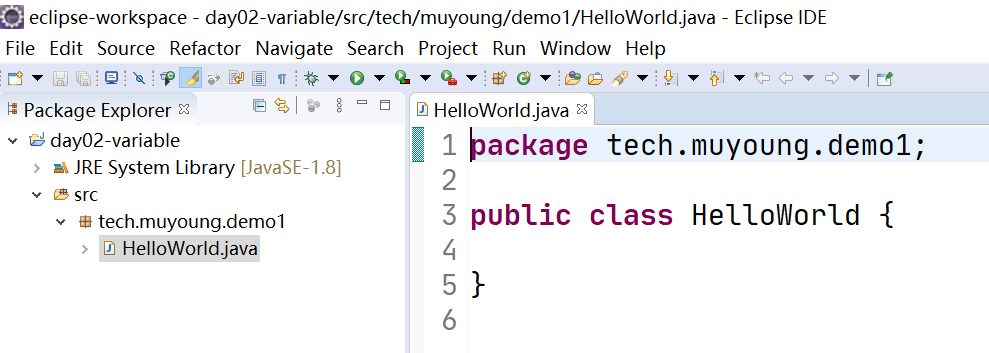 eclipse-workspace - day02-variable/src/tech/muyoung/demo1/HelloWorld.java - Eclipse IDE
File Edit Source Refactor Navigate Search Project Run Window Help
Package Explorer
day02-variable
JRE System Library [JavaSE-1.8]
src
tech.muyoung.demo1
HelloWorld.java
HelloWorld.java
1 package tech.muyoung.demo1;
2
3 public class HelloWorld {
4
5 }
6